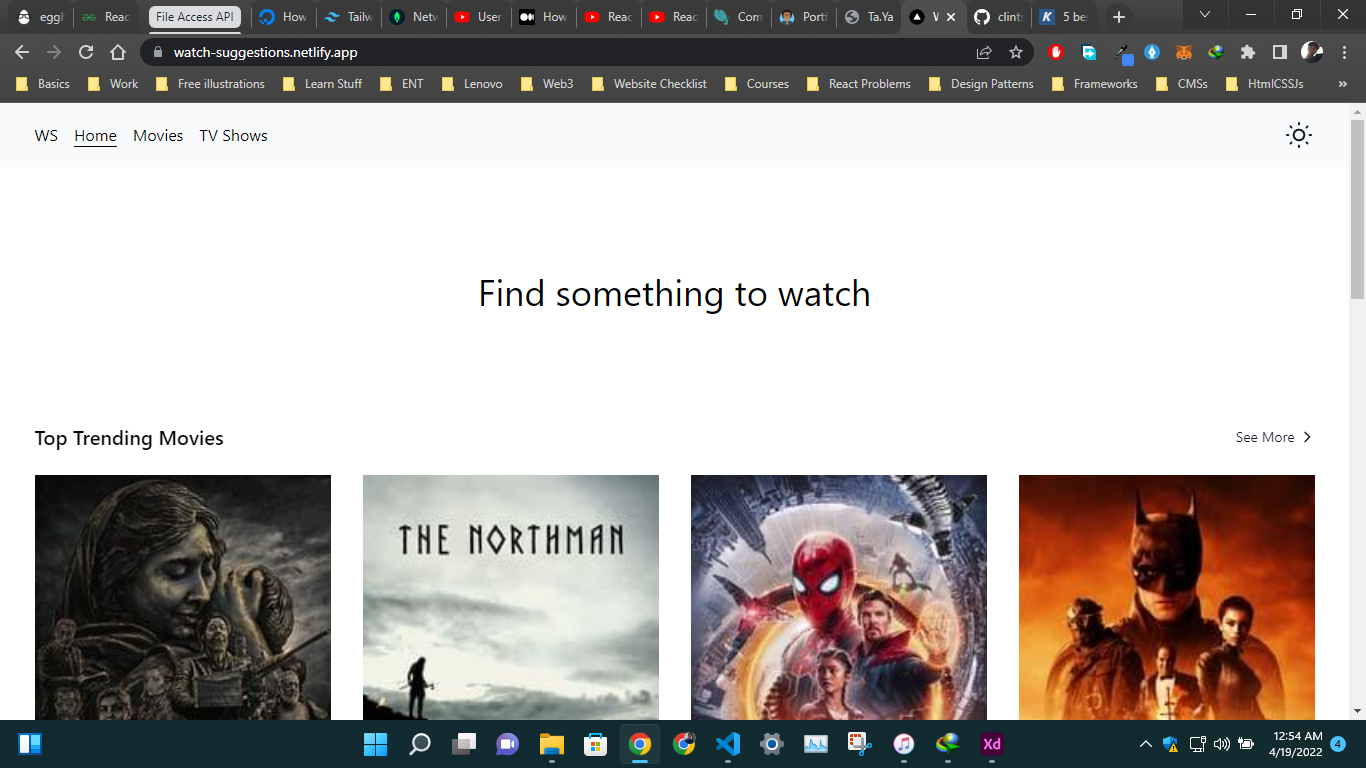 eggh
Reac
File Access API
How
Tailw
Netw
User
How
Reac
Reac
Com
Portf
Ta.Ya
W
clints
5 bes
watch-suggestions.netlify.app
Basics
Work
Free illustrations
Learn Stuff
ENT
Lenovo
Web3
Website Checklist
Courses
React Problems
Design Patterns
Frameworks
CMSs
HtmlCSSJs
WS Home Movies TV Shows
Find something to watch
Top Trending Movies
See More
THE NORTHMAN
Xd
12:54 AM
4/19/2022
4